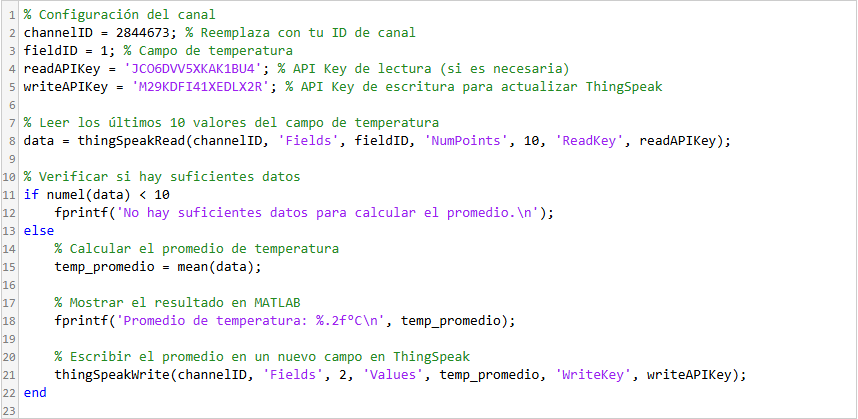 1 % Configuración del canal
2 channelID = 2844673; % Reemplaza con tu ID de canal
3 fieldID = 1; % Campo de temperatura
4 readAPIKey = 'JCO6DVV5XKAK1BU4'; % API Key de lectura (si es necesaria)
5 writeAPIKey = 'M29KDFI41XEDLX2R'; % API Key de escritura para actualizar ThingSpeak
6
7 % Leer los últimos 10 valores del campo de temperatura
8 data = thingSpeakRead(channelID, 'Fields', fieldID, 'NumPoints', 10, 'ReadKey', readAPIKey);
9
10 % Verificar si hay suficientes datos
11 if numel(data) < 10
12     fprintf('No hay suficientes datos para calcular el promedio.\n');
13 else
14     % Calcular el promedio de temperatura
15     temp_promedio = mean(data);
16
17     % Mostrar el resultado en MATLAB
18     fprintf('Promedio de temperatura: %.2f°C\n', temp_promedio);
19
20     % Escribir el promedio en un nuevo campo en ThingSpeak
21     thingSpeakWrite(channelID, 'Fields', 2, 'Values', temp_promedio, 'WriteKey', writeAPIKey);
22 end
23